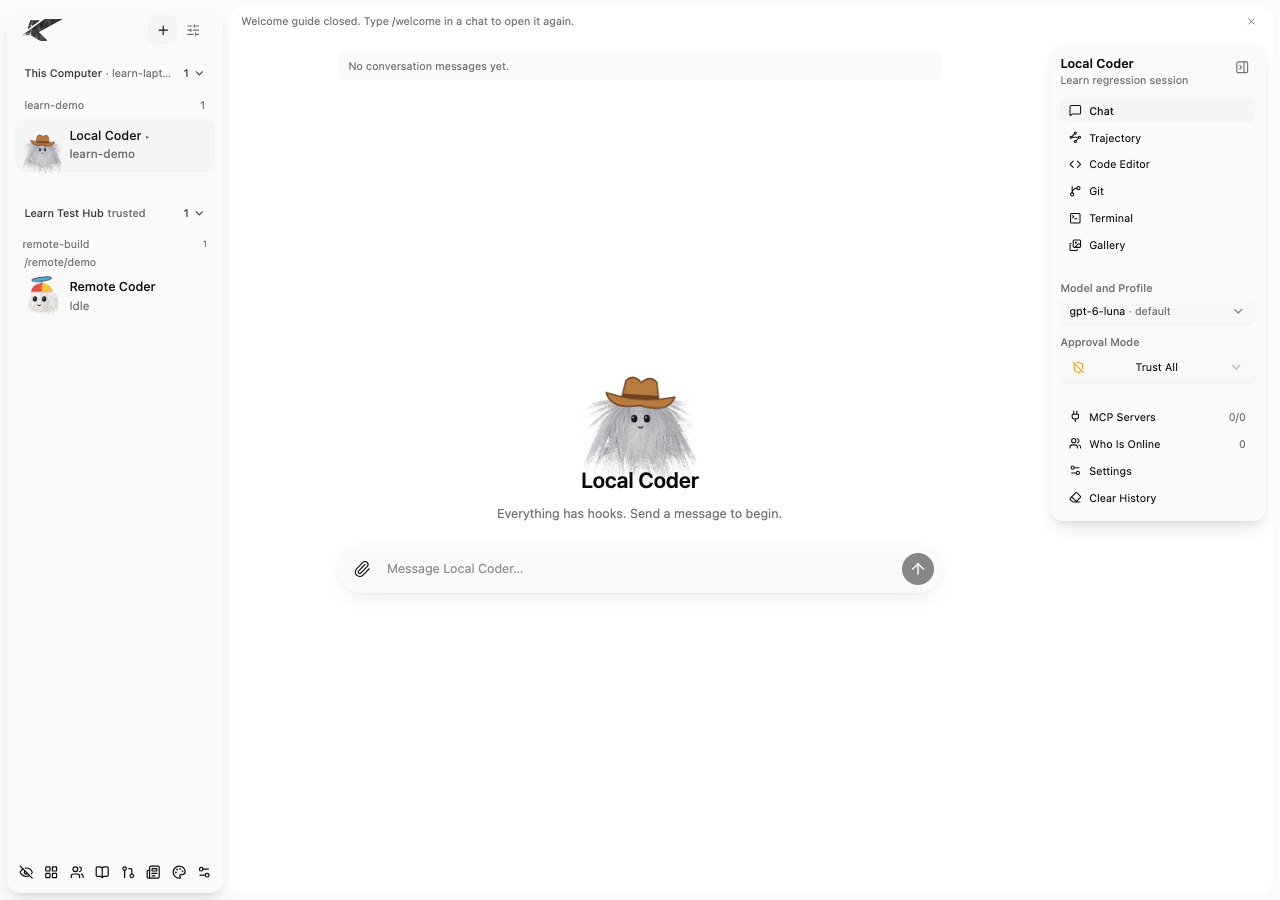 Welcome guide closed. Type /welcome in a chat to open it again.
This Computer · learn-lapt... 1
learn-demo 1
Local Coder
learn-demo
Learn Test Hub trusted 1
remote-build 1
/remote/demo
Remote Coder
Idle
No conversation messages yet.
Local Coder
Everything has hooks. Send a message to begin.
Message Local Coder...
Local Coder
Learn regression session
Chat
Trajectory
Code Editor
Git
Terminal
Gallery
Model and Profile
gpt-6-luna · default
Approval Mode
Trust All
MCP Servers 0/0
Who Is Online 0
Settings
Clear History